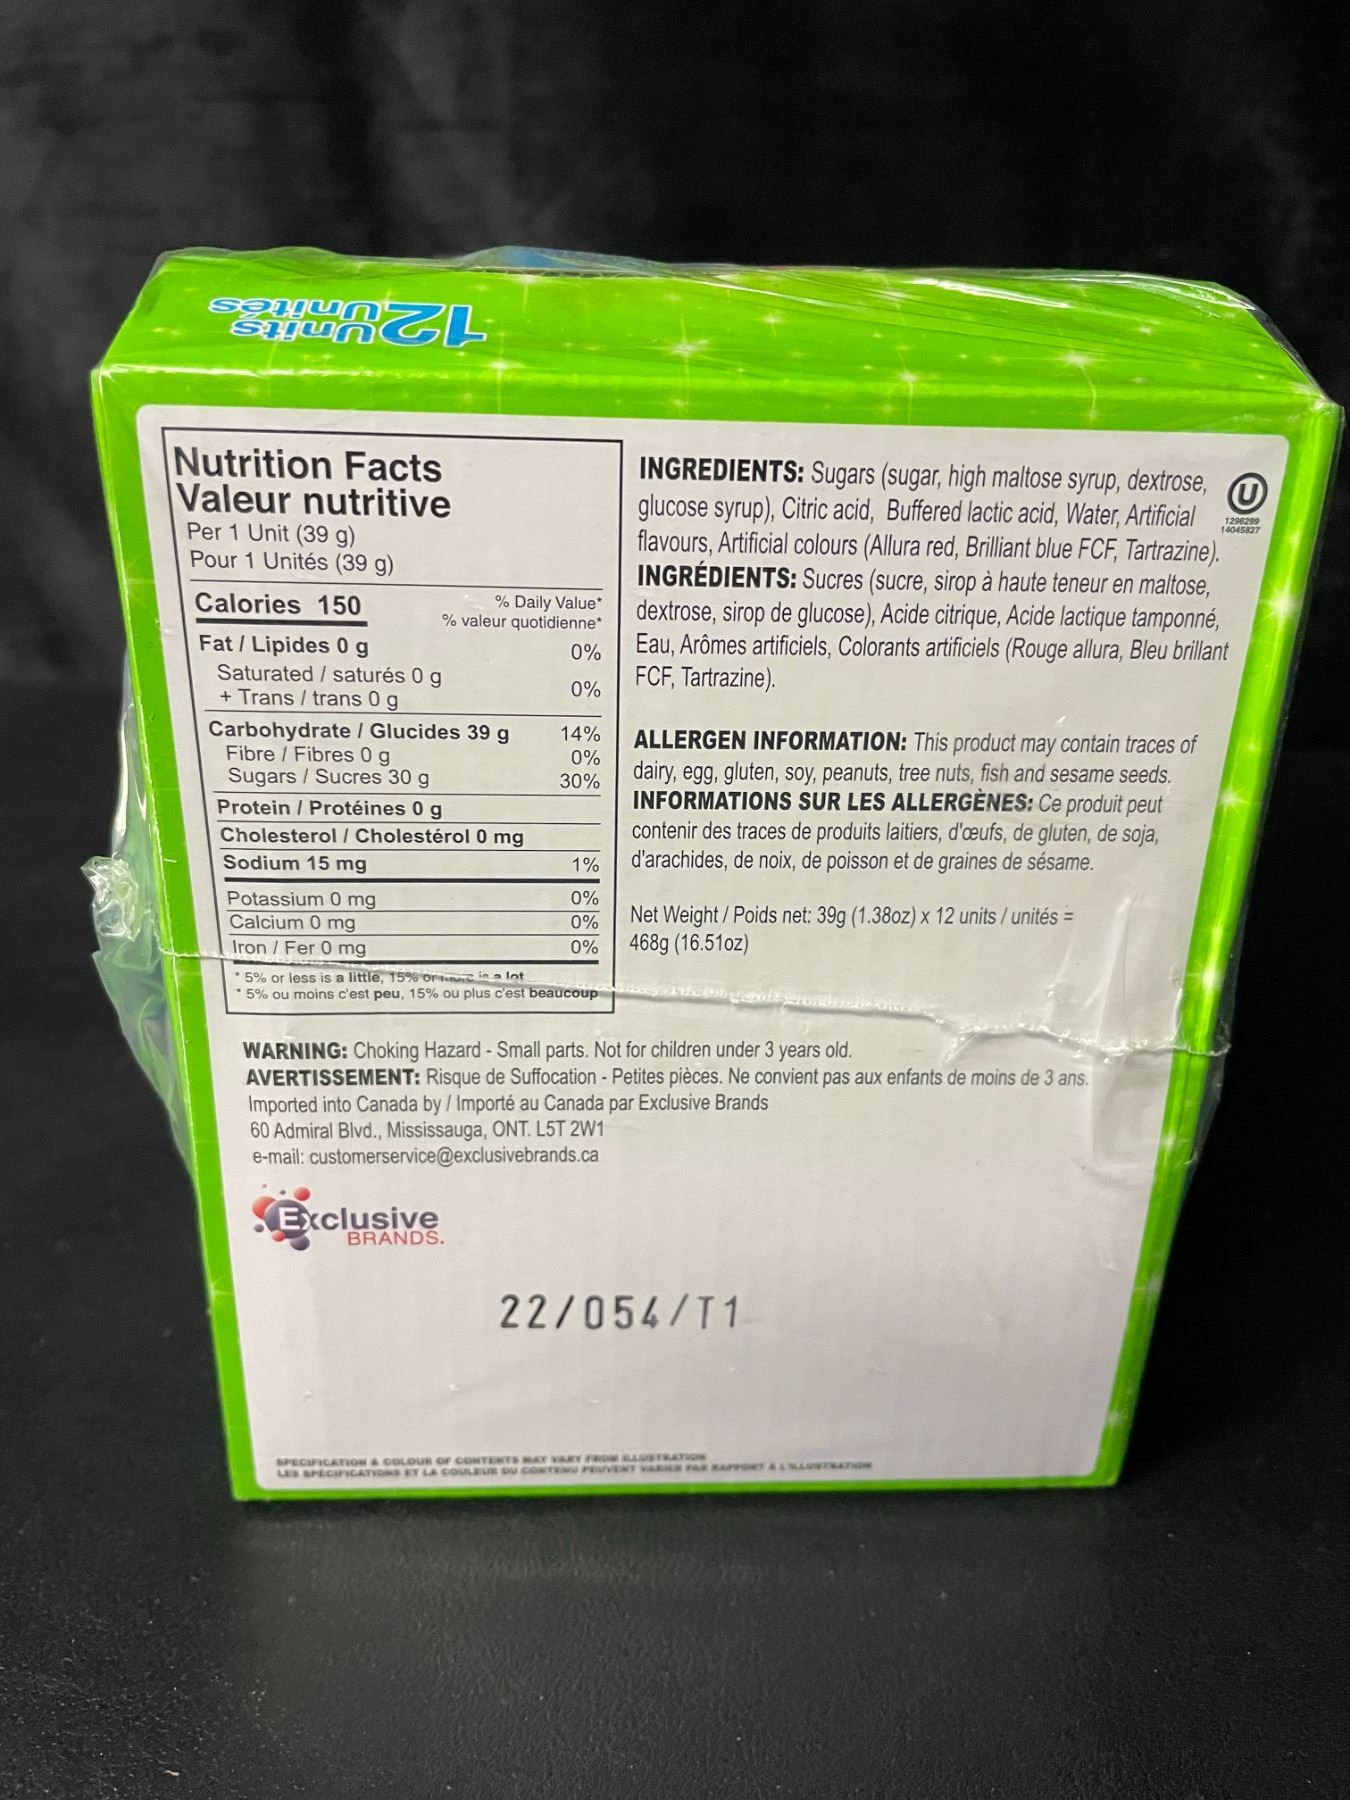 12 Units
Unités
Nutrition Facts
Valeur nutritive
Per 1 Unit (39 g)
Pour 1 Unités (39 g)
Calories 150
% Daily Value*
% valeur quotidienne*
Fat / Lipides 0 g 0%
Saturated / saturés 0 g
+ Trans / trans 0 g 0%
Carbohydrate / Glucides 39 g 14%
Fibre / Fibres 0 g 0%
Sugars / Sucres 30 g 30%
Protein / Protéines 0 g
Cholesterol / Cholestérol 0 mg
Sodium 15 mg 1%
Potassium 0 mg 0%
Calcium 0 mg 0%
Iron / Fer 0 mg 0%
* 5% or less is a little, 15% or more is a lot
* 5% ou moins c'est peu, 15% ou plus c'est beaucoup
INGREDIENTS: Sugars (sugar, high maltose syrup, dextrose,
glucose syrup), Citric acid, Buffered lactic acid, Water, Artificial
flavours, Artificial colours (Allura red, Brilliant blue FCF, Tartrazine).
INGRÉDIENTS: Sucres (sucre, sirop à haute teneur en maltose,
dextrose, sirop de glucose), Acide citrique, Acide lactique tamponné,
Eau, Arômes artificiels, Colorants artificiels (Rouge allura, Bleu brillant
FCF, Tartrazine).
U
1296299
14045827
ALLERGEN INFORMATION: This product may contain traces of
dairy, egg, gluten, soy, peanuts, tree nuts, fish and sesame seeds.
INFORMATIONS SUR LES ALLERGÈNES: Ce produit peut
contenir des traces de produits laitiers, d'œufs, de gluten, de soja,
d'arachides, de noix, de poisson et de graines de sésame.
Net Weight / Poids net: 39g (1.38oz) x 12 units / unités =
468g (16.51oz)
WARNING: Choking Hazard - Small parts. Not for children under 3 years old.
AVERTISSEMENT: Risque de Suffocation - Petites pièces. Ne convient pas aux enfants de moins de 3 ans.
Imported into Canada by / Importé au Canada par Exclusive Brands
60 Admiral Blvd., Mississauga, ONT. L5T 2W1
e-mail: customerservice@exclusivebrands.ca
Exclusive
BRANDS.
22/054/T1
SPECIFICATION & COLOUR OF CONTENTS MAY VARY FROM ILLUSTRATION
LES SPÉCIFICATIONS ET LA COULEUR DU CONTENU PEUVENT VARIER PAR RAPPORT À L'ILLUSTRATION